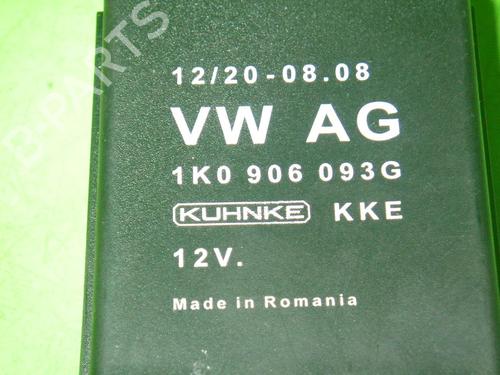 B-PARTS
12/20-08.08
VW AG
1K0 906 093G
KUHNKE KKE
12V.
Made in Romania